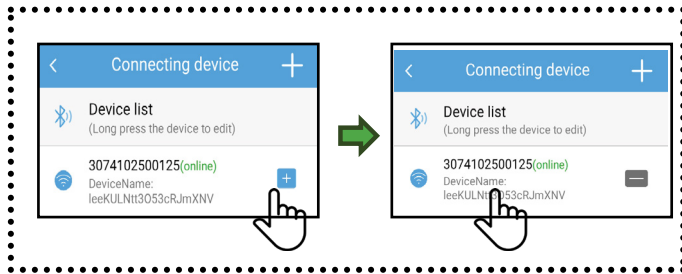 Connecting device
Device list
(Long press the device to edit)
3074102500125(online)
DeviceName:
leeKULNtt3O53cRJmXNV
Connecting device
Device list
(Long press the device to edit)
3074102500125(online)
DeviceName: